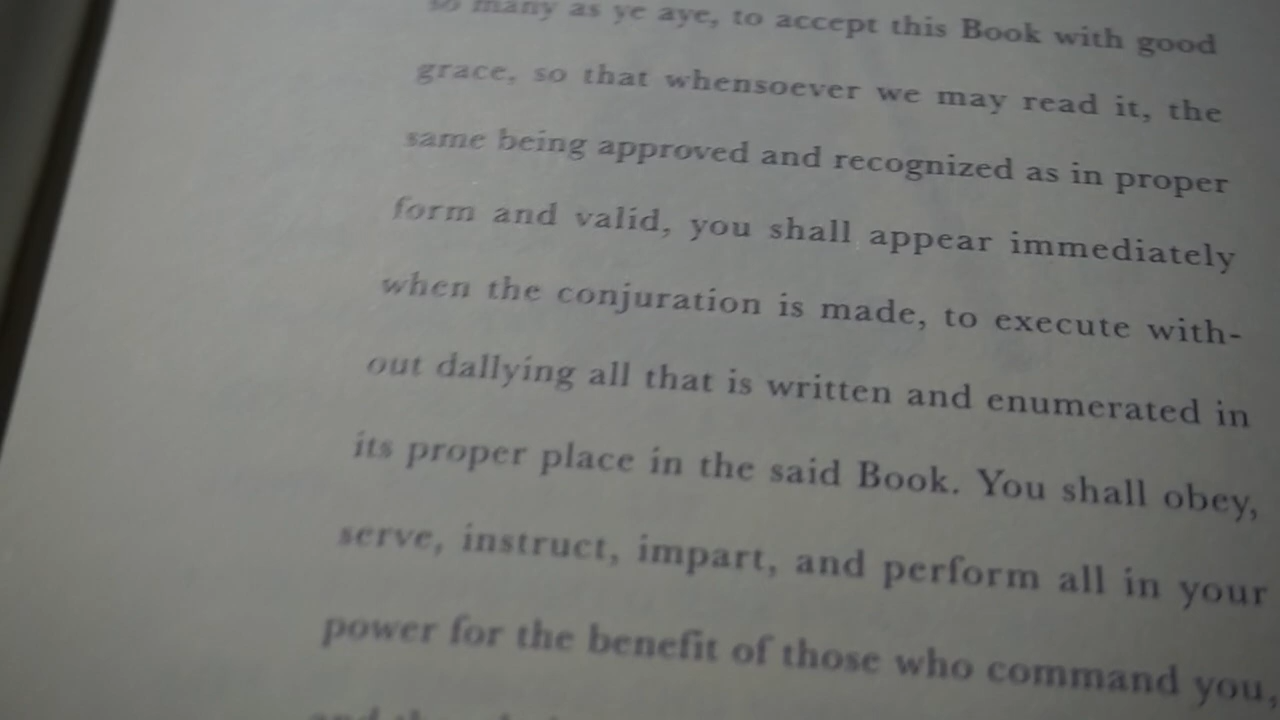 so many as ye aye, to accept this Book with good
grace, so that whensoever we may read it, the
same being approved and recognized as in proper
form and valid, you shall appear immediately
when the conjuration is made, to execute with-
out dallying all that is written and enumerated in
its proper place in the said Book. You shall obey,
serve, instruct, impart, and perform all in your
power for the benefit of those who command you,